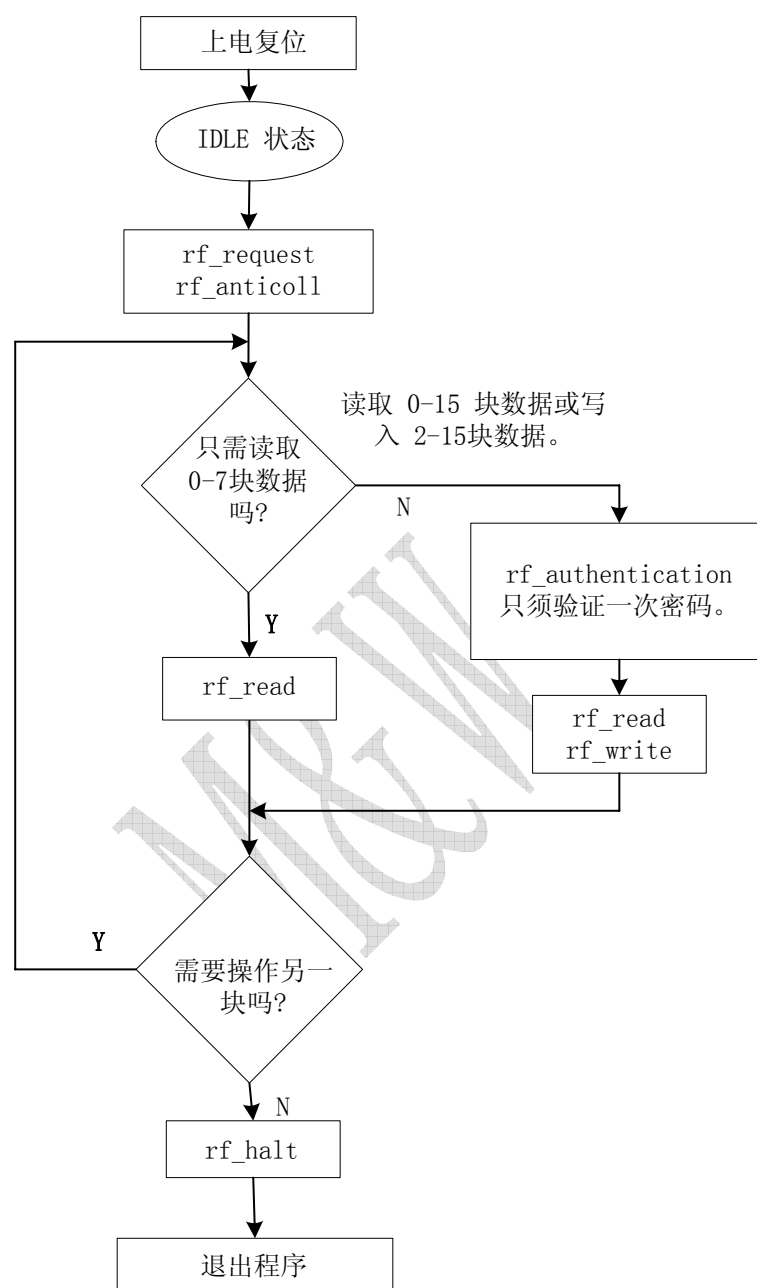 上电复位
IDLE 状态
rf_request
rf_anticoll
读取 0-15 块数据或写
入 2-15块数据。
只需读取
0-7块数据
吗?
N
rf_authentication
只须验证一次密码。
Y
rf_read
rf_read
rf_write
M&W
Y
需要操作另一
块吗?
N
rf_halt
退出程序